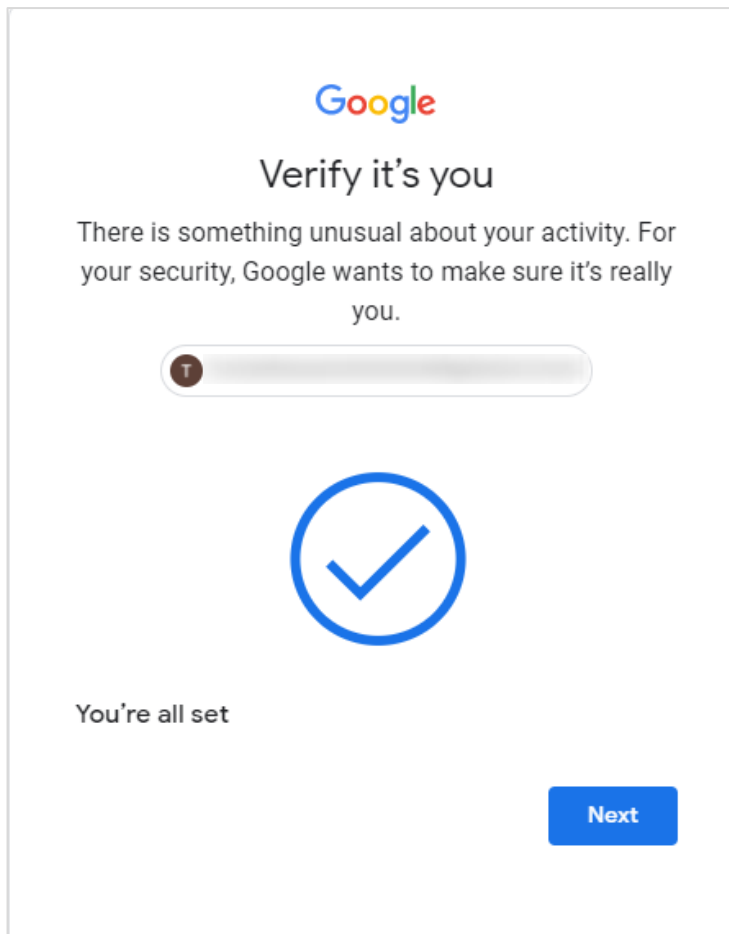 Google
Verify it’s you
There is something unusual about your activity. For
your security, Google wants to make sure it’s really
you.
T
You’re all set
Next